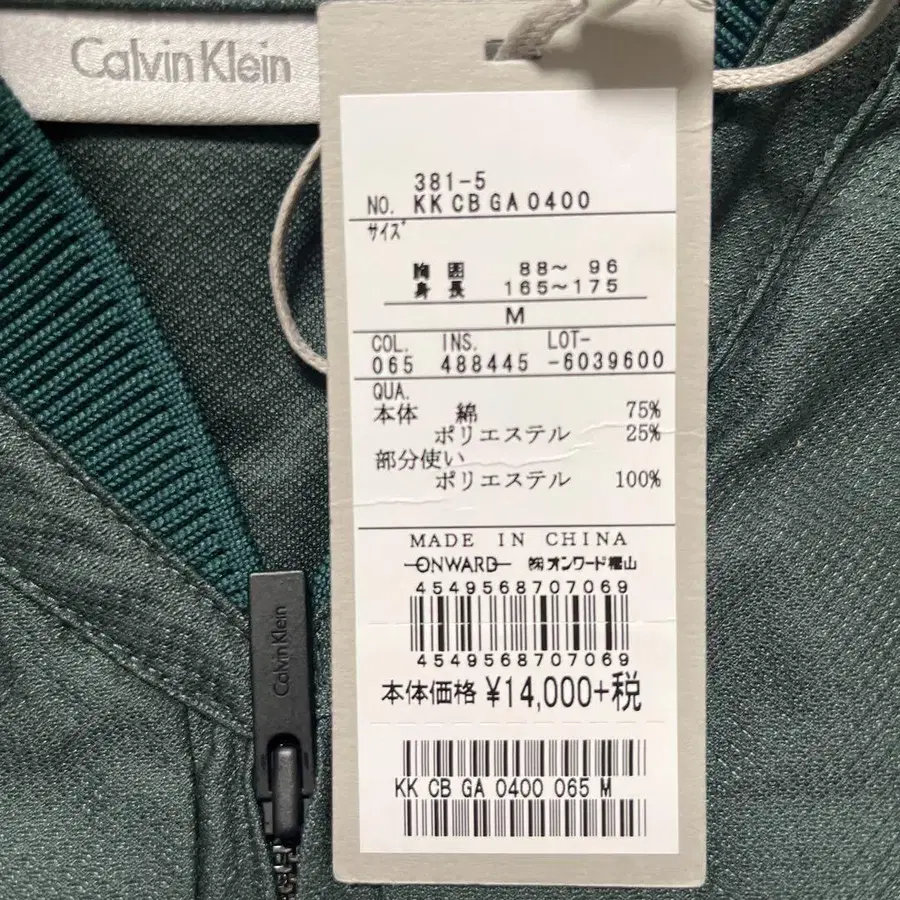 Calvin Klein
381-5
NO. KK CB GA 0400
サイズ
胸囲 88〜 96
身長 165〜175
M
COL. INS. LOT-
065 488445 -6039600
QUA.
本体 綿 75%
ポリエステル 25%
部分使い
ポリエステル 100%
MADE IN CHINA
ONWARD ㈱オンワード樫山
4549568707069
4549568707069
本体価格 ¥14,000+税
KK CB GA 0400 065 M
Calvin Klein